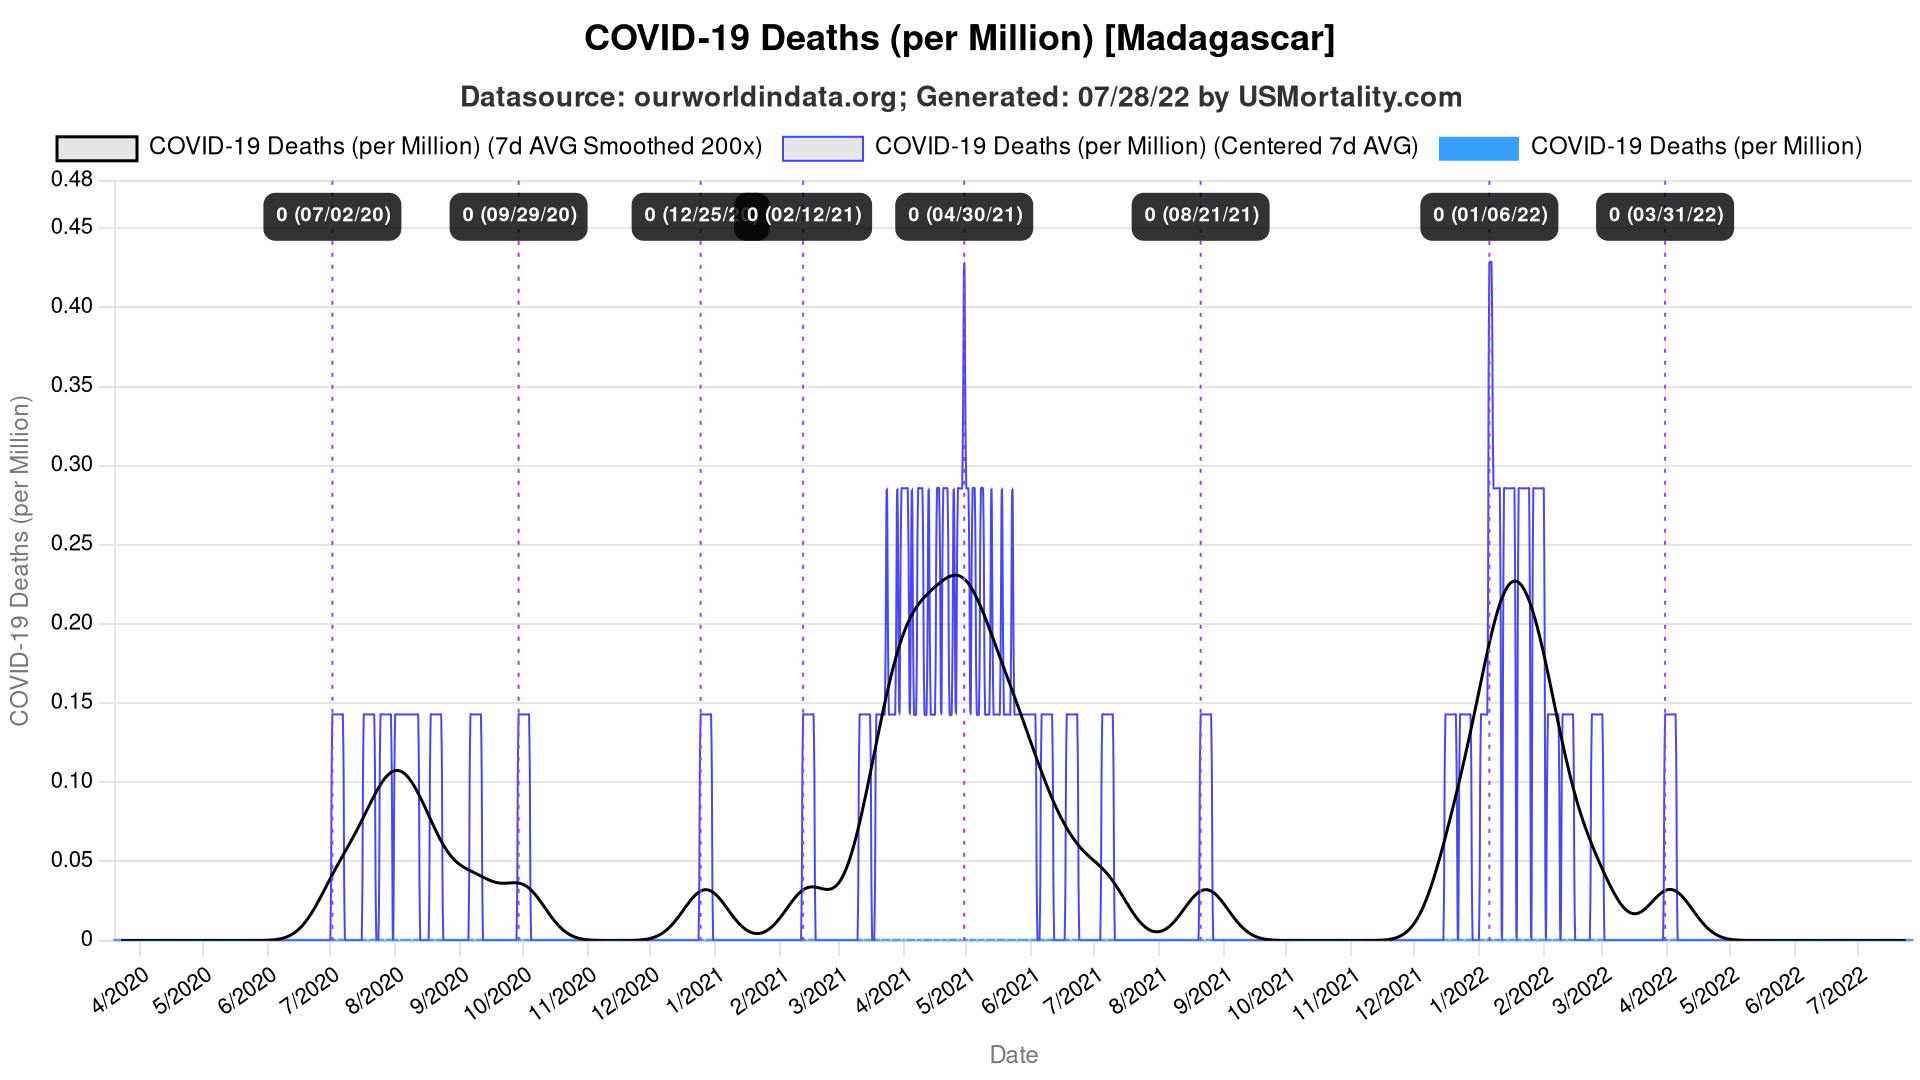 COVID-19 Deaths (per Million) [Madagascar]
Datasource: ourworldindata.org; Generated: 07/28/22 by USMortality.com
COVID-19 Deaths (per Million) (7d AVG Smoothed 200x) COVID-19 Deaths (per Million) (Centered 7d AVG) COVID-19 Deaths (per Million)
0 (07/02/20) 0 (09/29/20) 0 (12/25/20 0 (02/12/21) 0 (04/30/21) 0 (08/21/21) 0 (01/06/22) 0 (03/31/22)
COVID-19 Deaths (per Million)
0.48
0.45
0.40
0.35
0.30
0.25
0.20
0.15
0.10
0.05
0
4/2020 5/2020 6/2020 7/2020 8/2020 9/2020 10/2020 11/2020 12/2020 1/2021 2/2021 3/2021 4/2021 5/2021 6/2021 7/2021 8/2021 9/2021 10/2021 11/2021 12/2021 1/2022 2/2022 3/2022 4/2022 5/2022 6/2022 7/2022
Date